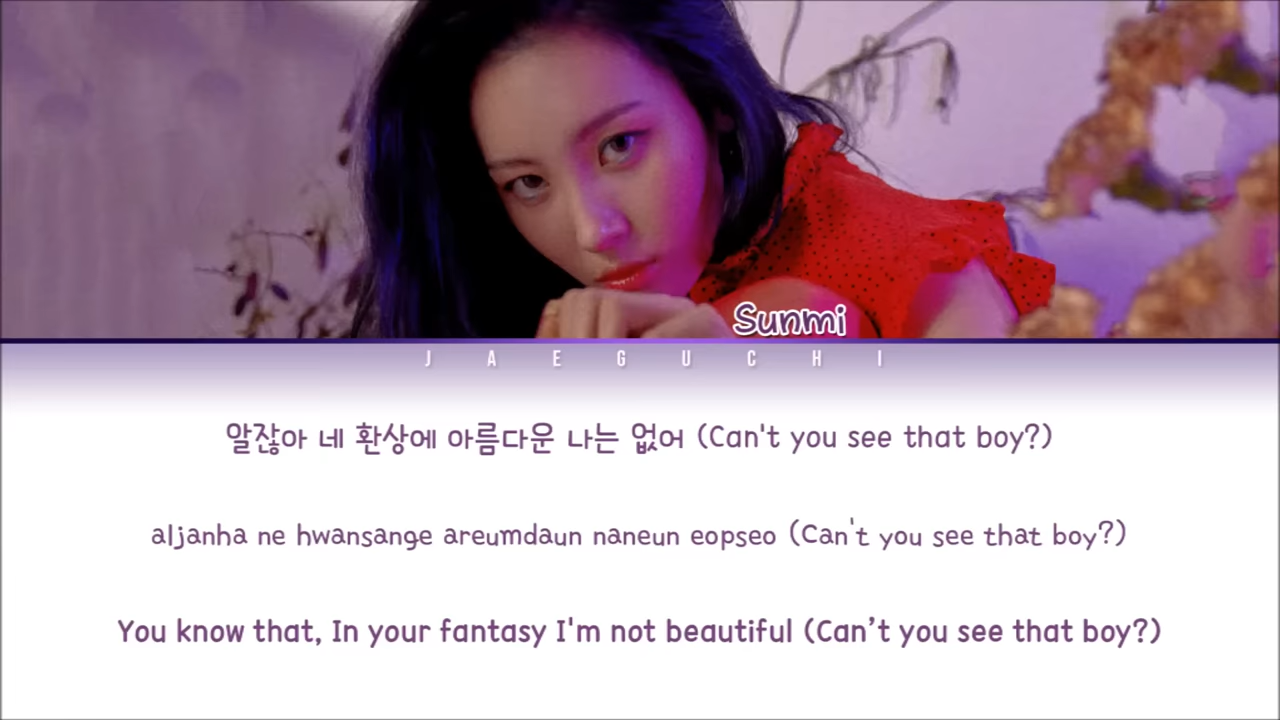 Sunmi
J A E G U C H I
알잖아 네 환상에 아름다운 나는 없어 (Can't you see that boy?)
aljanha ne hwansange areumdaun naneun eopseo (Can't you see that boy?)
You know that, In your fantasy I'm not beautiful (Can’t you see that boy?)